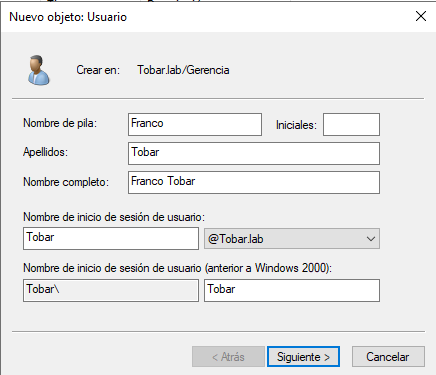 Nuevo objeto: Usuario
Crear en: Tobar.lab/Gerencia
Nombre de pila: Franco Iniciales:
Apellidos: Tobar
Nombre completo: Franco Tobar
Nombre de inicio de sesión de usuario:
Tobar @Tobar.lab
Nombre de inicio de sesión de usuario (anterior a Windows 2000):
Tobar\ Tobar
< Atrás Siguiente > Cancelar